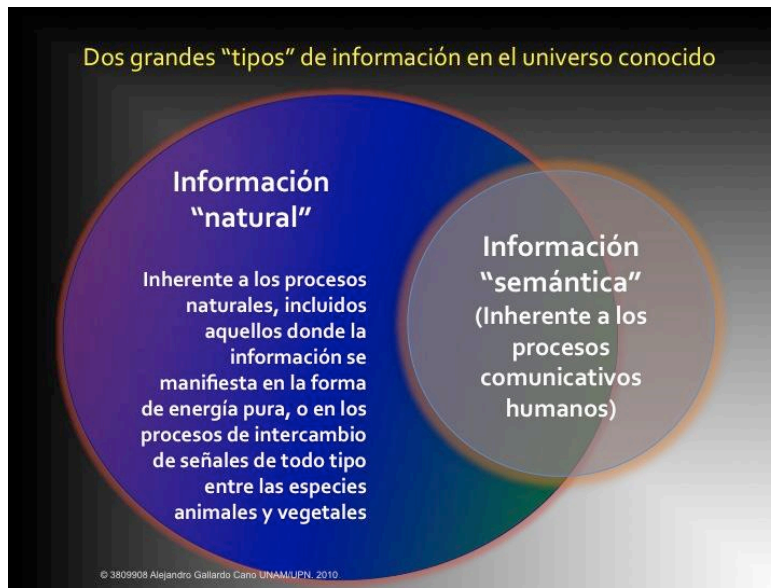 Dos grandes “tipos” de información en el universo conocido
Información
“natural”
Inherente a los procesos
naturales, incluidos
aquellos donde la
información se
manifiesta en la forma
de energía pura, o en los
procesos de intercambio
de señales de todo tipo
entre las especies
animales y vegetales
Información
“semántica”
(Inherente a los
procesos
comunicativos
humanos)
© 3809908 Alejandro Gallardo Cano UNAM/UPN. 2010